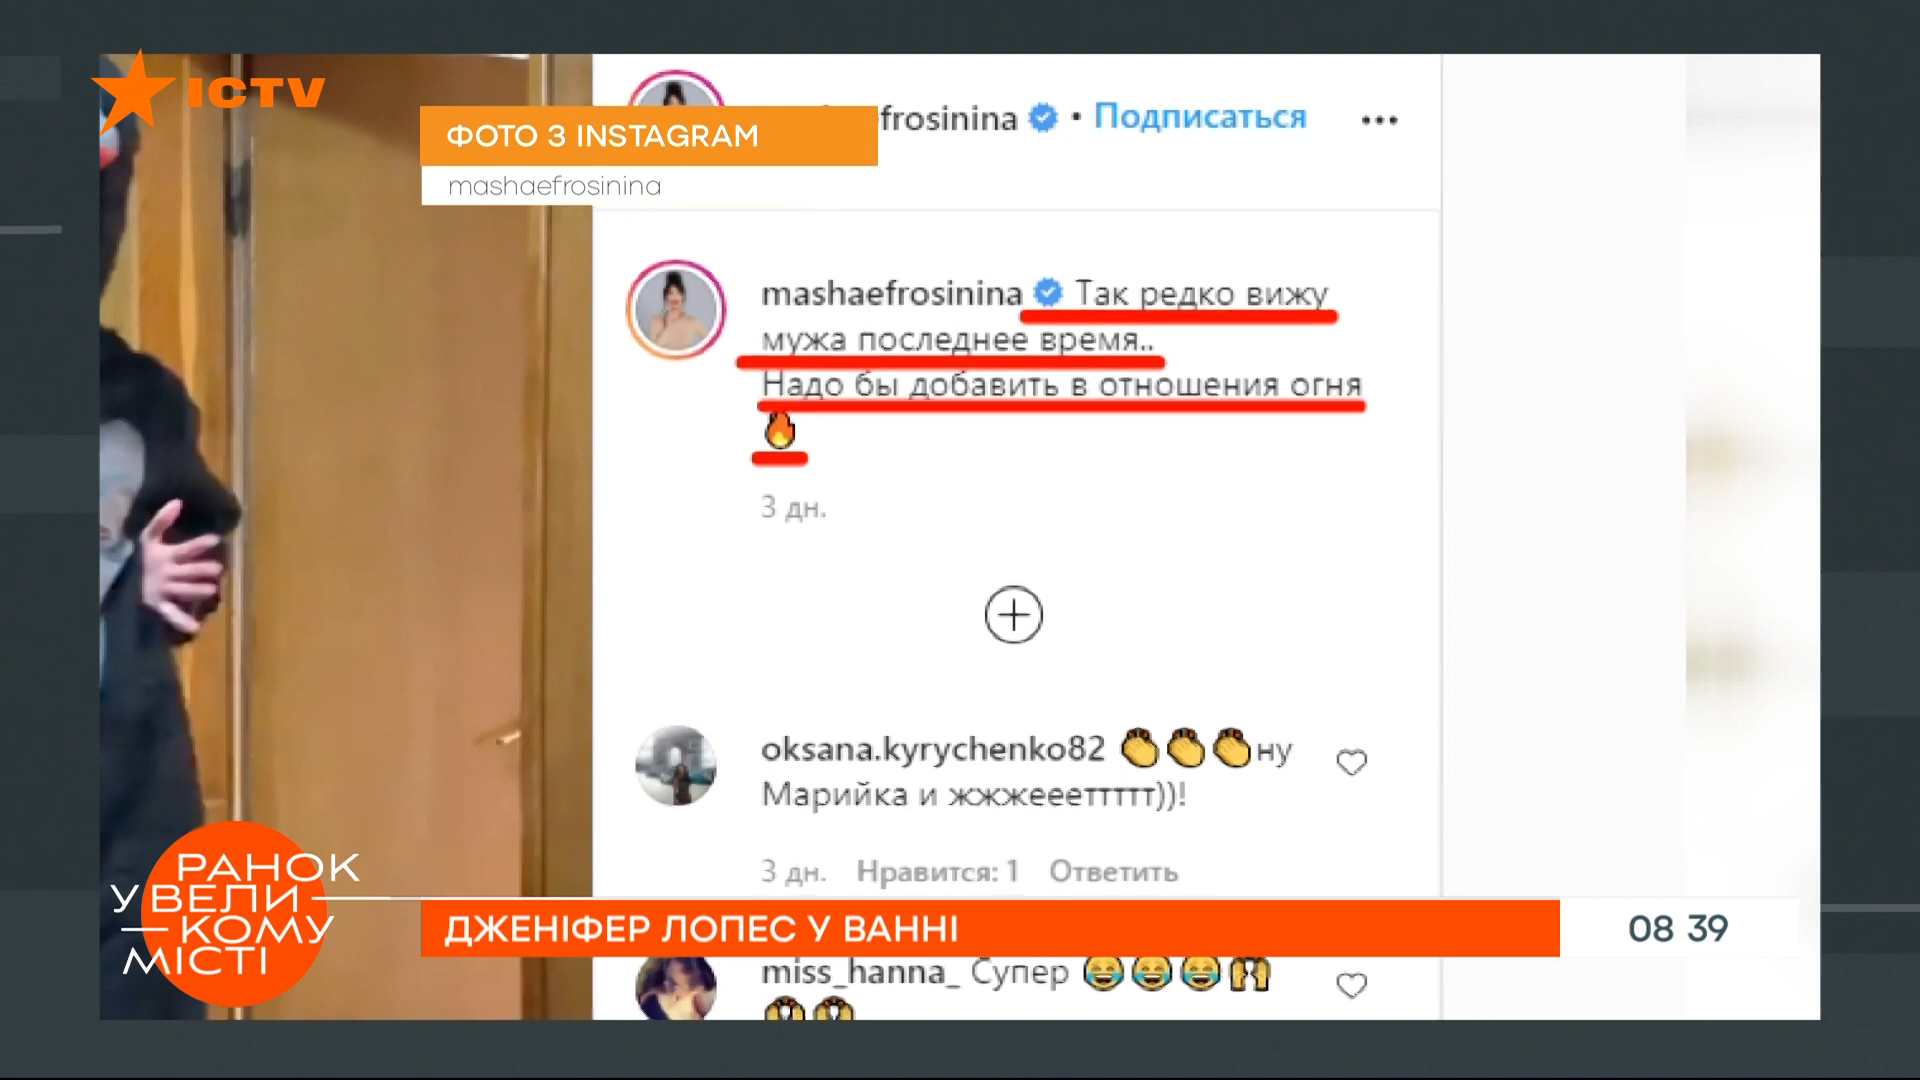 ICTV
ФОТО З INSTAGRAM
mashaefrosinina
frosinina • Подписаться •••
mashaefrosinina Так редко вижу
мужа последнее время..
Надо бы добавить в отношения огня
🔥
3 дн.
oksana.kyrychenko82 👏👏👏ну
Марийка и жжжеееттттт))!
3 дн. Нравится: 1 Ответить
РАНОК
У ВЕЛИ
КОМУ
МІСТІ
ДЖЕНІФЕР ЛОПЕС У ВАННІ
08 39
miss_hanna_ Супер 😂😂😂🙌
🙌🙌